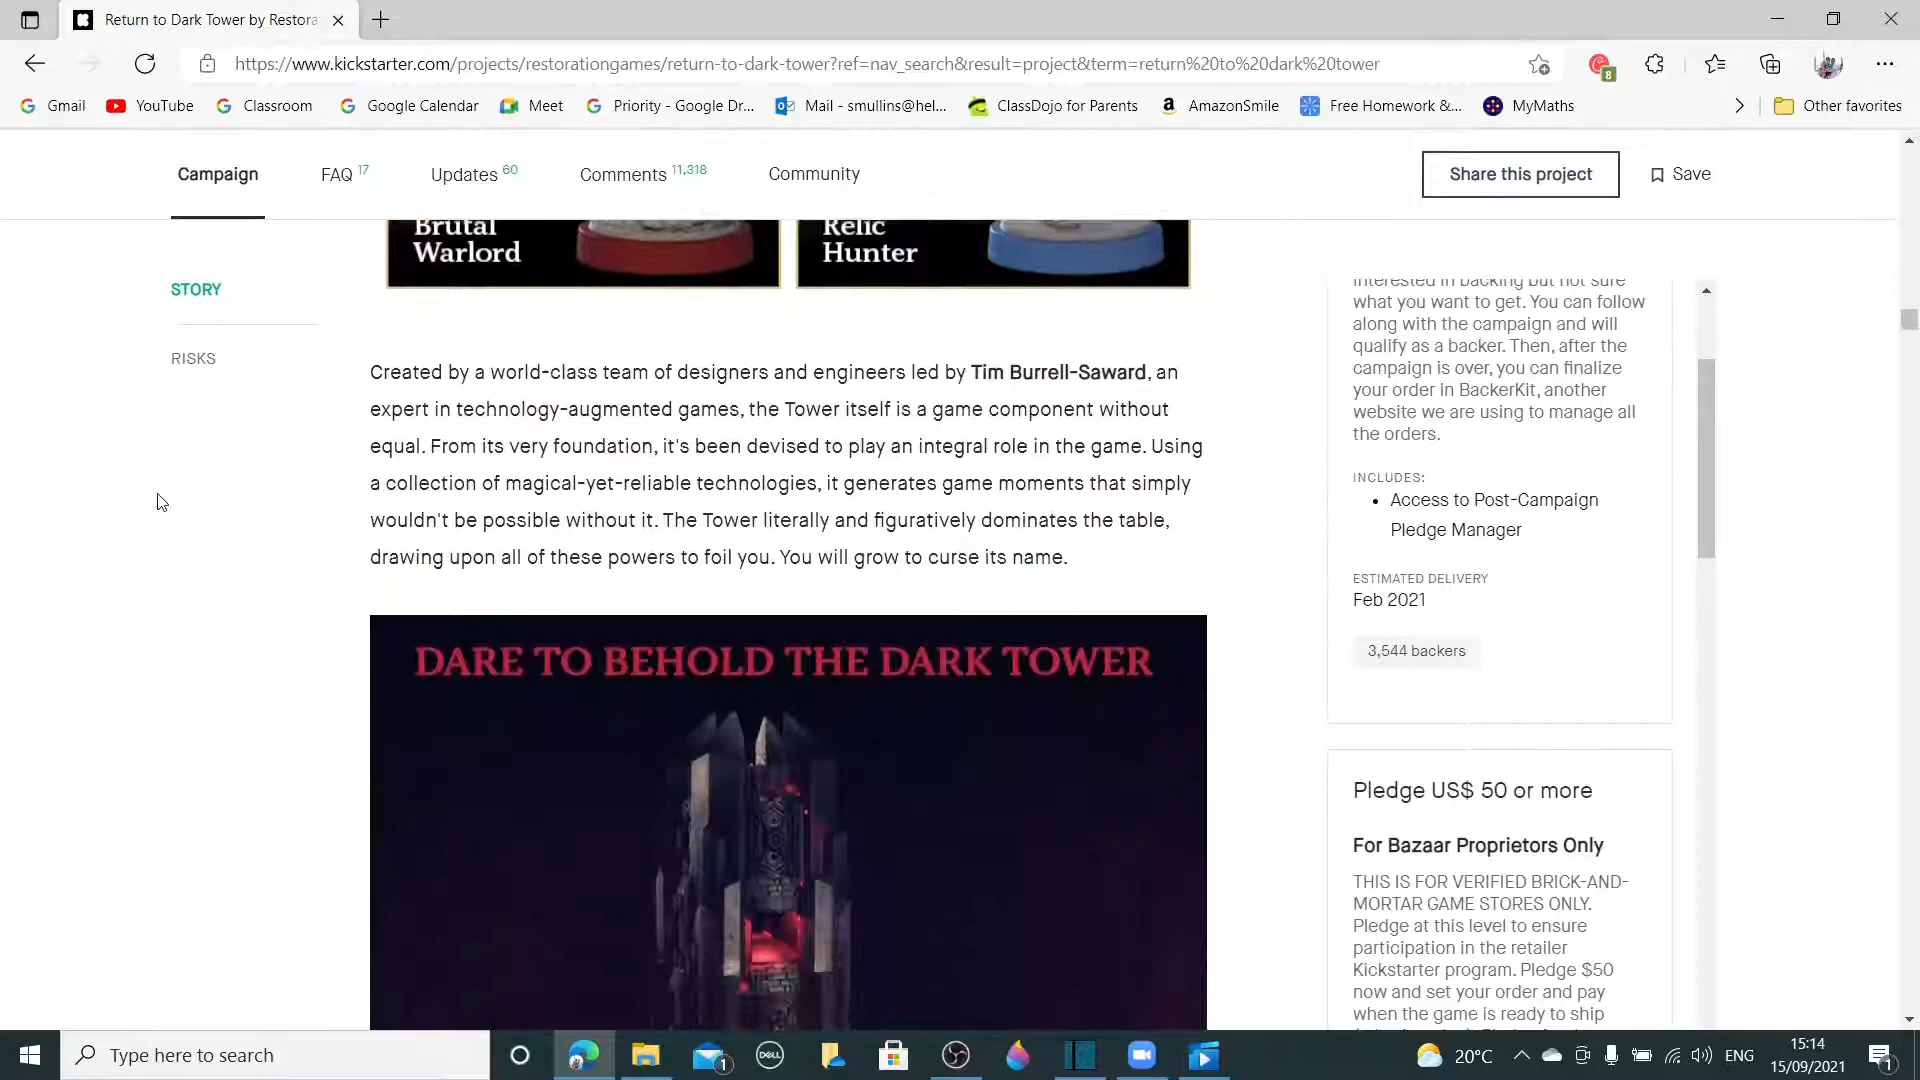 Return to Dark Tower by Restora
https://www.kickstarter.com/projects/restorationgames/return-to-dark-tower?ref=nav_search&result=project&term=return%20to%20dark%20tower
8
Gmail
YouTube
Classroom
Google Calendar
Meet
Priority - Google Dr...
Mail - smullins@hel...
ClassDojo for Parents
AmazonSmile
Free Homework &...
MyMaths
Other favorites
Campaign
FAQ 17
Updates 60
Comments 11,318
Community
Share this project
Save
STORY
RISKS
Brutal
Warlord
Relic
Hunter
Created by a world-class team of designers and engineers led by Tim Burrell-Saward, an
expert in technology-augmented games, the Tower itself is a game component without
equal. From its very foundation, it's been devised to play an integral role in the game. Using
a collection of magical-yet-reliable technologies, it generates game moments that simply
wouldn't be possible without it. The Tower literally and figuratively dominates the table,
drawing upon all of these powers to foil you. You will grow to curse its name.
DARE TO BEHOLD THE DARK TOWER
interested in backing but not sure
what you want to get. You can follow
along with the campaign and will
qualify as a backer. Then, after the
campaign is over, you can finalize
your order in BackerKit, another
website we are using to manage all
the orders.
INCLUDES:
• Access to Post-Campaign
Pledge Manager
ESTIMATED DELIVERY
Feb 2021
3,544 backers
Pledge US$ 50 or more
For Bazaar Proprietors Only
THIS IS FOR VERIFIED BRICK-AND-
MORTAR GAME STORES ONLY.
Pledge at this level to ensure
participation in the retailer
Kickstarter program. Pledge $50
now and set your order and pay
when the game is ready to ship
Type here to search
1
DELL
20°C
ENG
15:14
15/09/2021
1